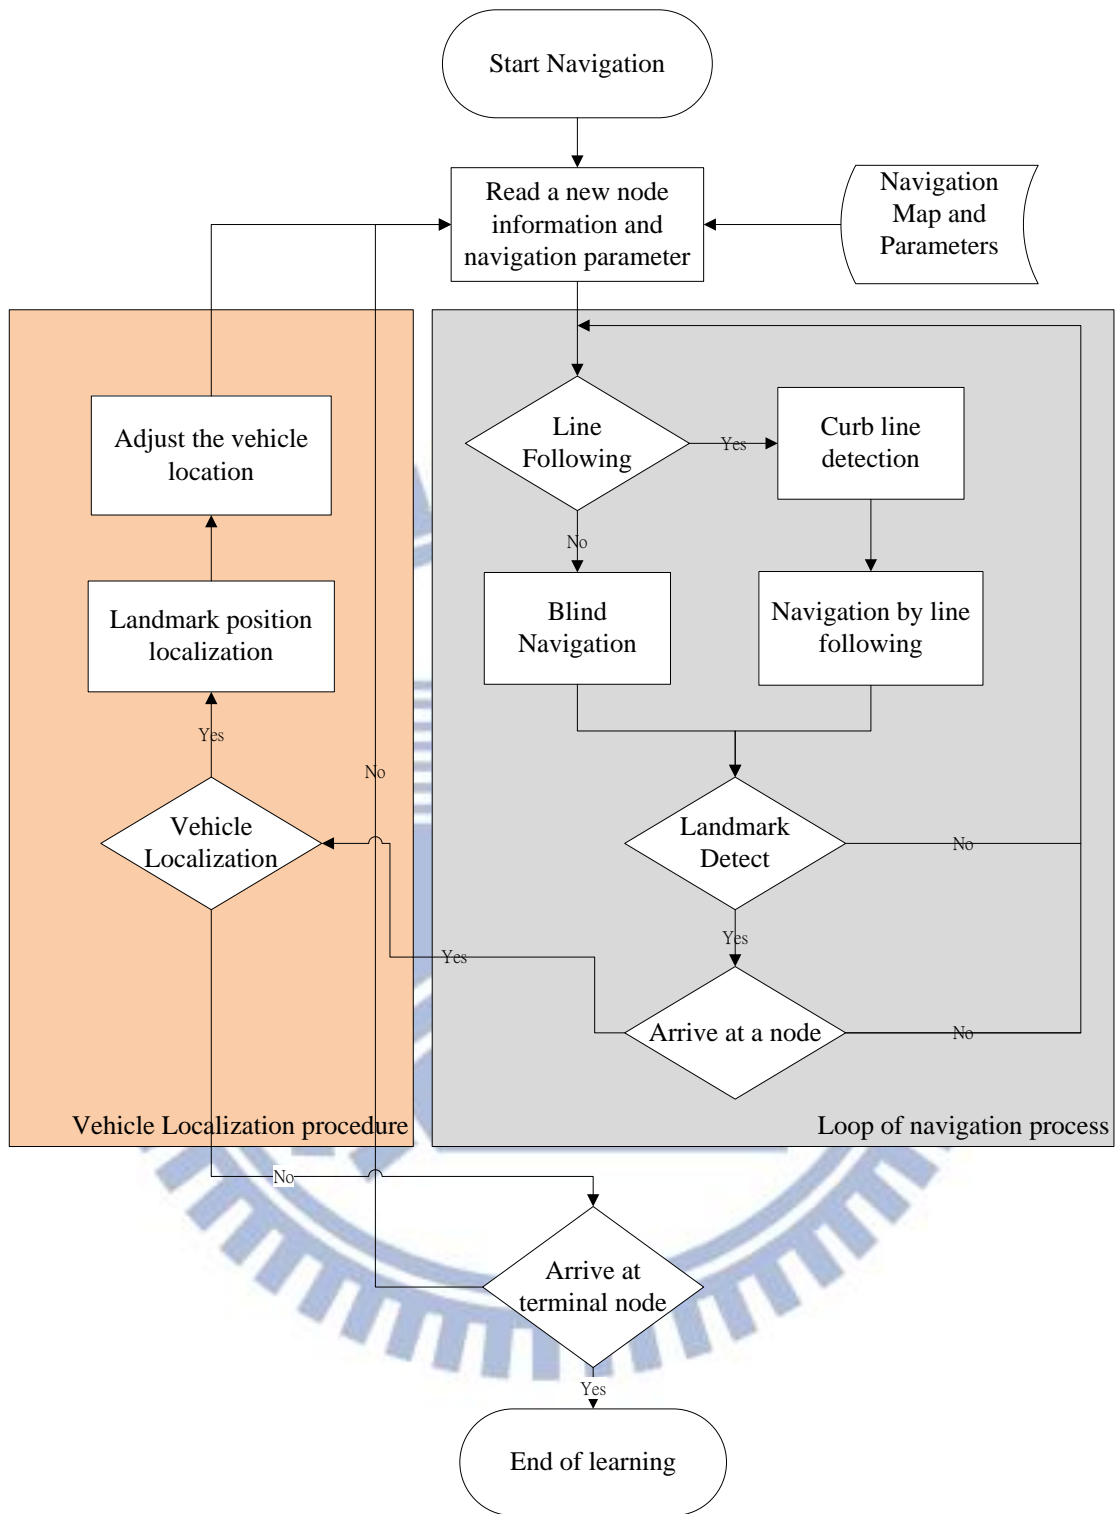 Start Navigation
Read a new node
information and
navigation parameter
Navigation
Map and
Parameters
Line
Following
Yes
Curb line
detection
No
Blind
Navigation
Navigation by line
following
Landmark
Detect
No
Yes
Arrive at a node
No
Yes
Loop of navigation process
Adjust the vehicle
location
Landmark position
localization
Yes
No
Vehicle
Localization
Vehicle Localization procedure
No
Arrive at
terminal node
Yes
End of learning